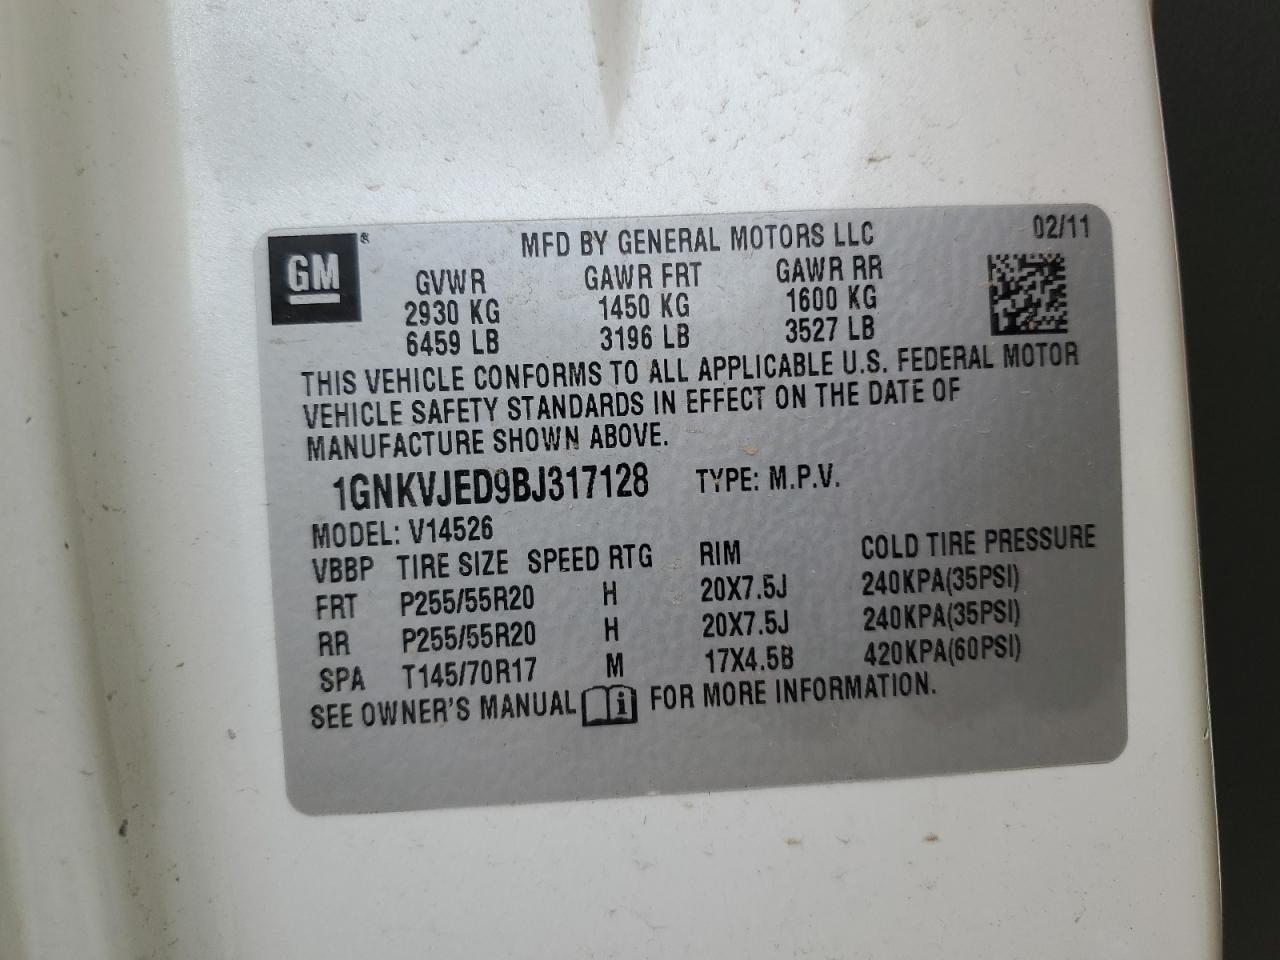 GM®
MFD BY GENERAL MOTORS LLC 02/11
GVWR GAWR FRT GAWR RR
2930 KG 1450 KG 1600 KG
6459 LB 3196 LB 3527 LB
THIS VEHICLE CONFORMS TO ALL APPLICABLE U.S. FEDERAL MOTOR
VEHICLE SAFETY STANDARDS IN EFFECT ON THE DATE OF
MANUFACTURE SHOWN ABOVE.
1GNKVJED9BJ317128 TYPE: M.P.V.
MODEL: V14526
VBBP TIRE SIZE SPEED RTG RIM COLD TIRE PRESSURE
FRT P255/55R20 H 20X7.5J 240KPA(35PSI)
RR P255/55R20 H 20X7.5J 240KPA(35PSI)
SPA T145/70R17 M 17X4.5B 420KPA(60PSI)
SEE OWNER'S MANUAL i FOR MORE INFORMATION.